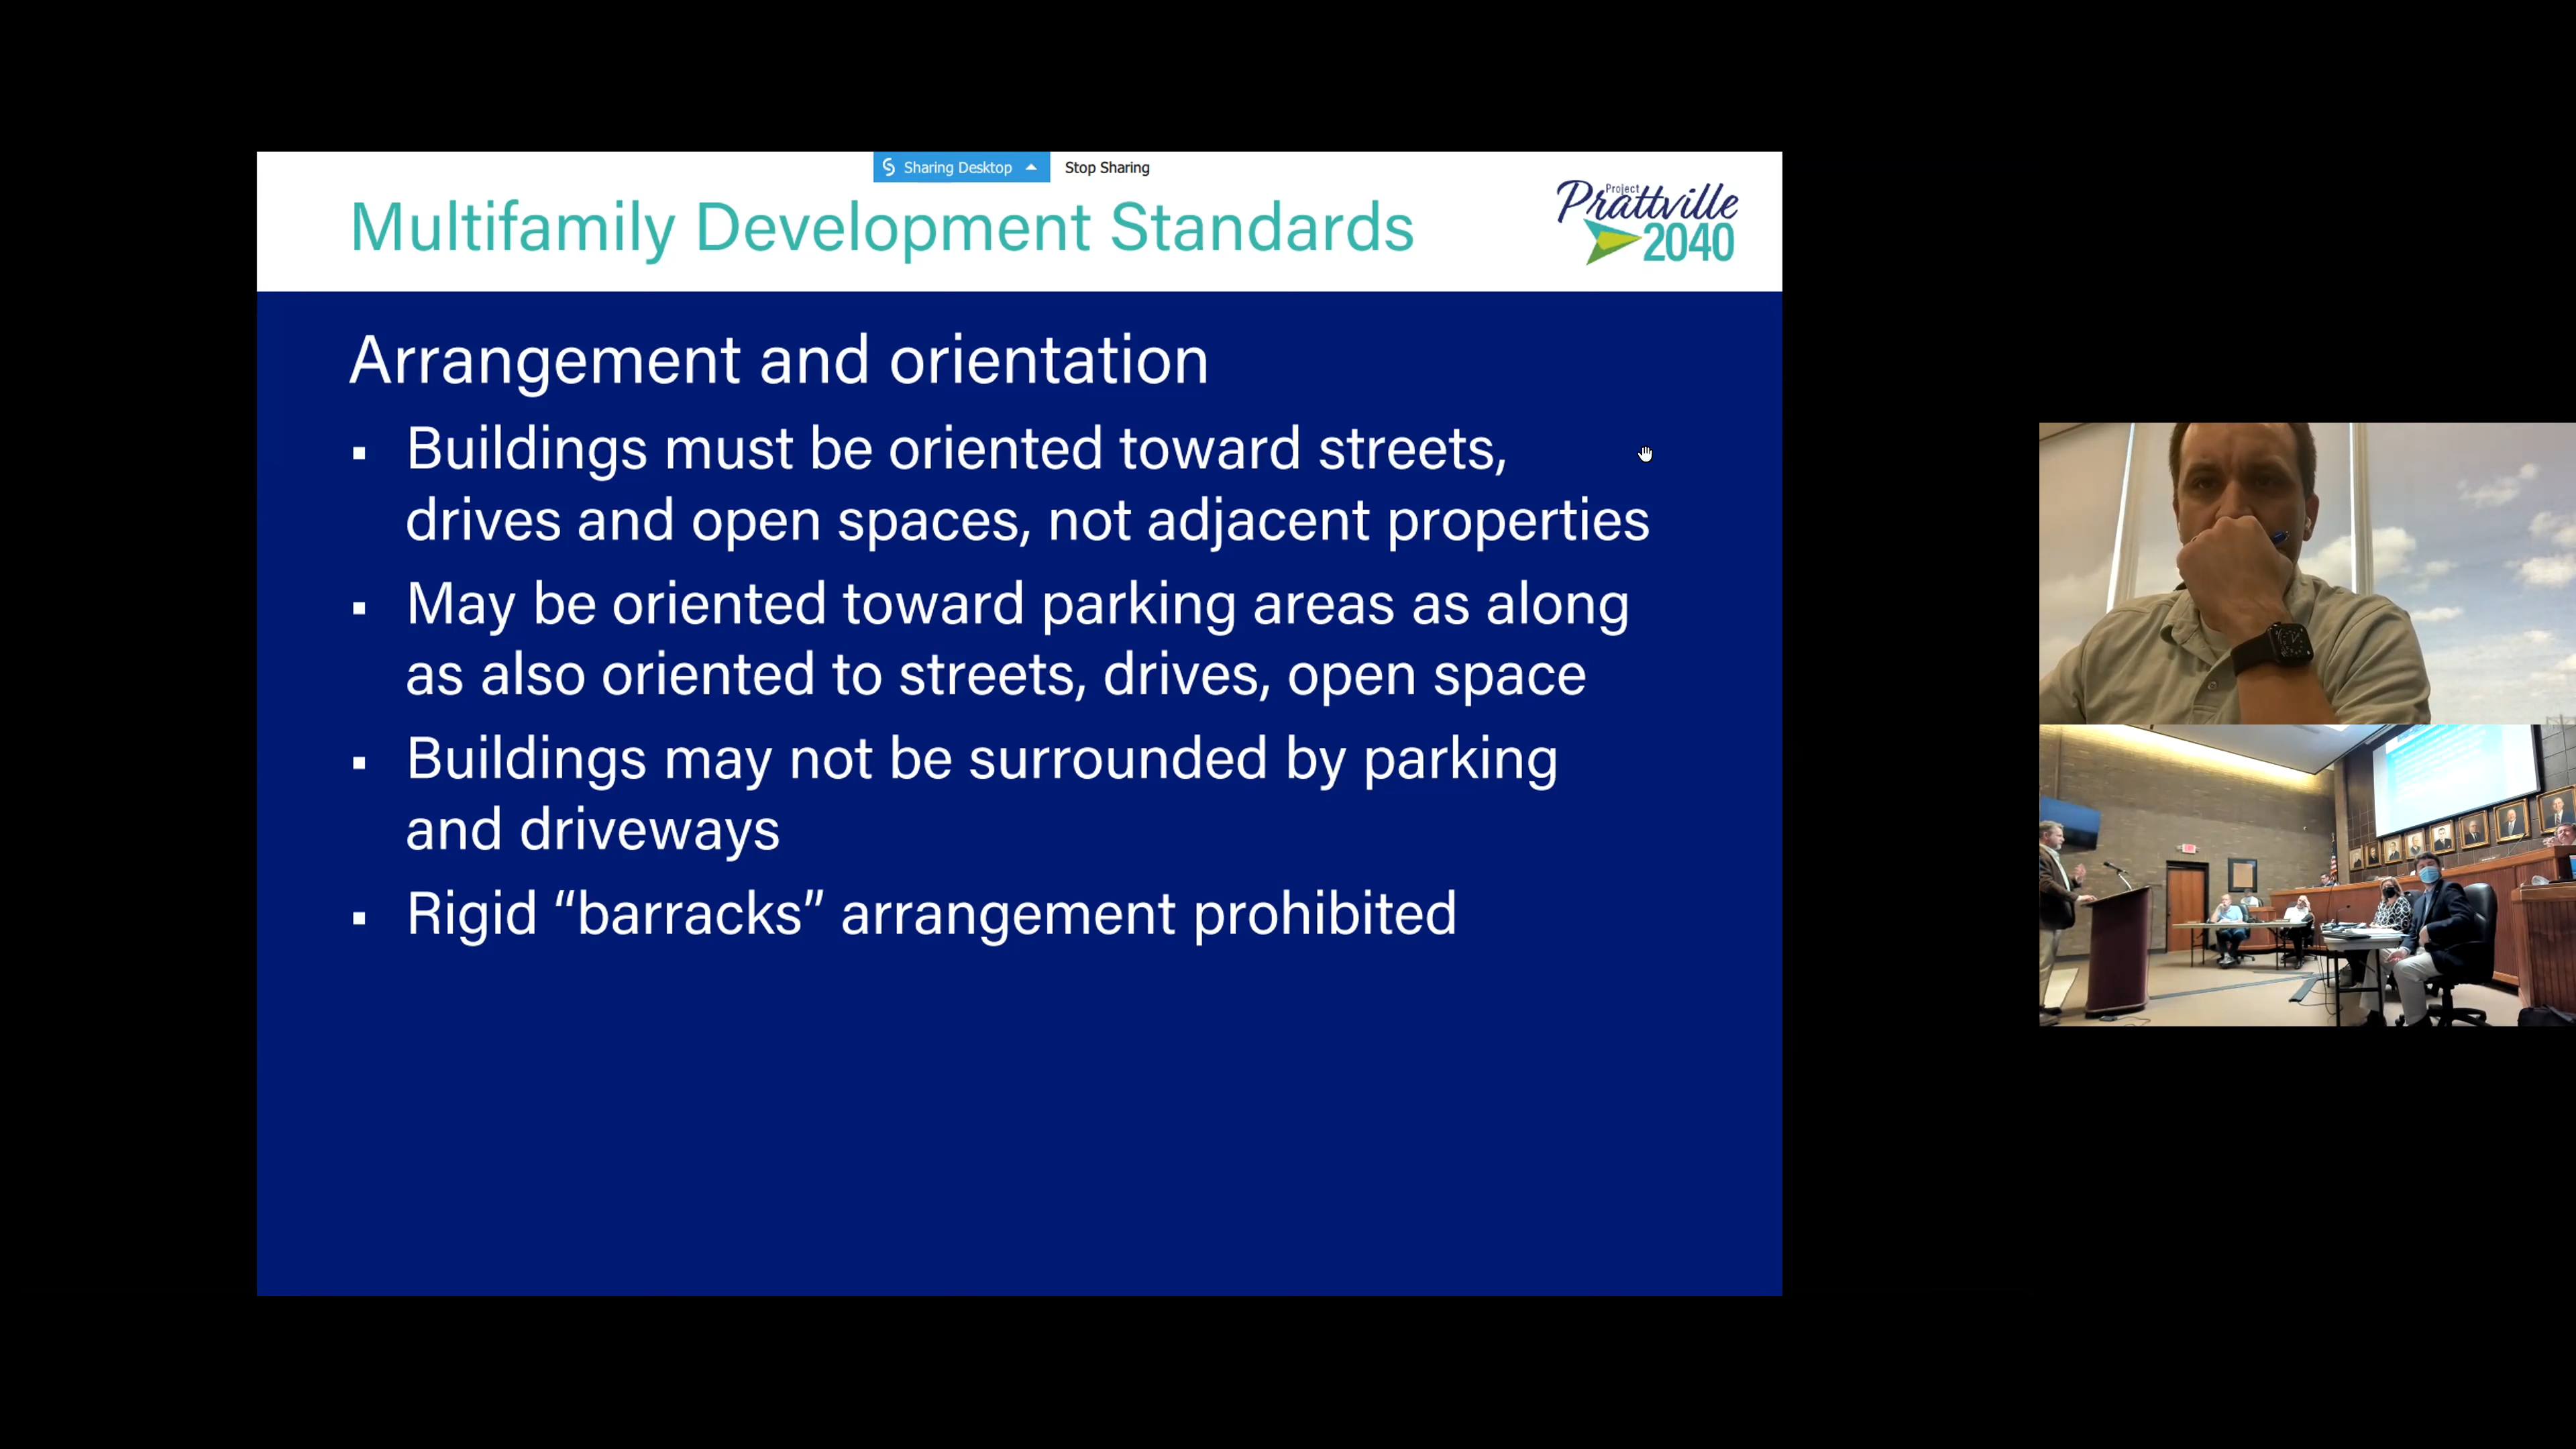 Sharing Desktop Stop Sharing
Multifamily Development Standards
Project
Prattville
2040
Arrangement and orientation
▪ Buildings must be oriented toward streets,
drives and open spaces, not adjacent properties
▪ May be oriented toward parking areas as along
as also oriented to streets, drives, open space
▪ Buildings may not be surrounded by parking
and driveways
▪ Rigid “barracks” arrangement prohibited